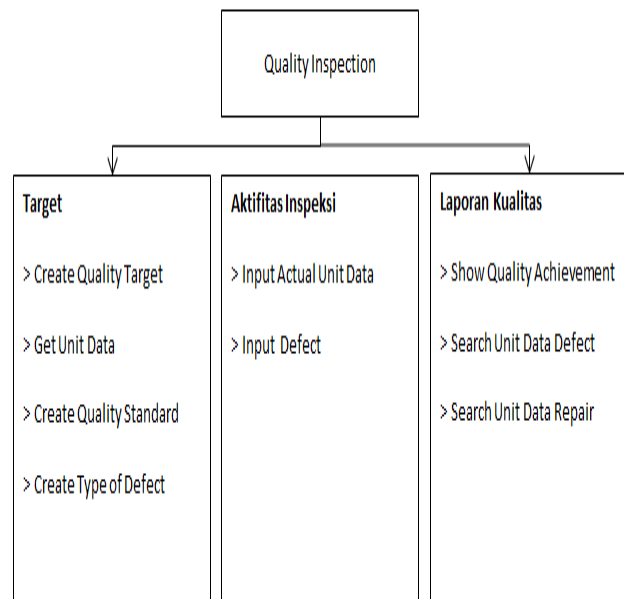 Quality Inspection
Target
> Create Quality Target
> Get Unit Data
> Create Quality Standard
> Create Type of Defect
Aktifitas Inspeksi
> Input Actual Unit Data
> Input Defect
Laporan Kualitas
> Show Quality Achievement
> Search Unit Data Defect
> Search Unit Data Repair